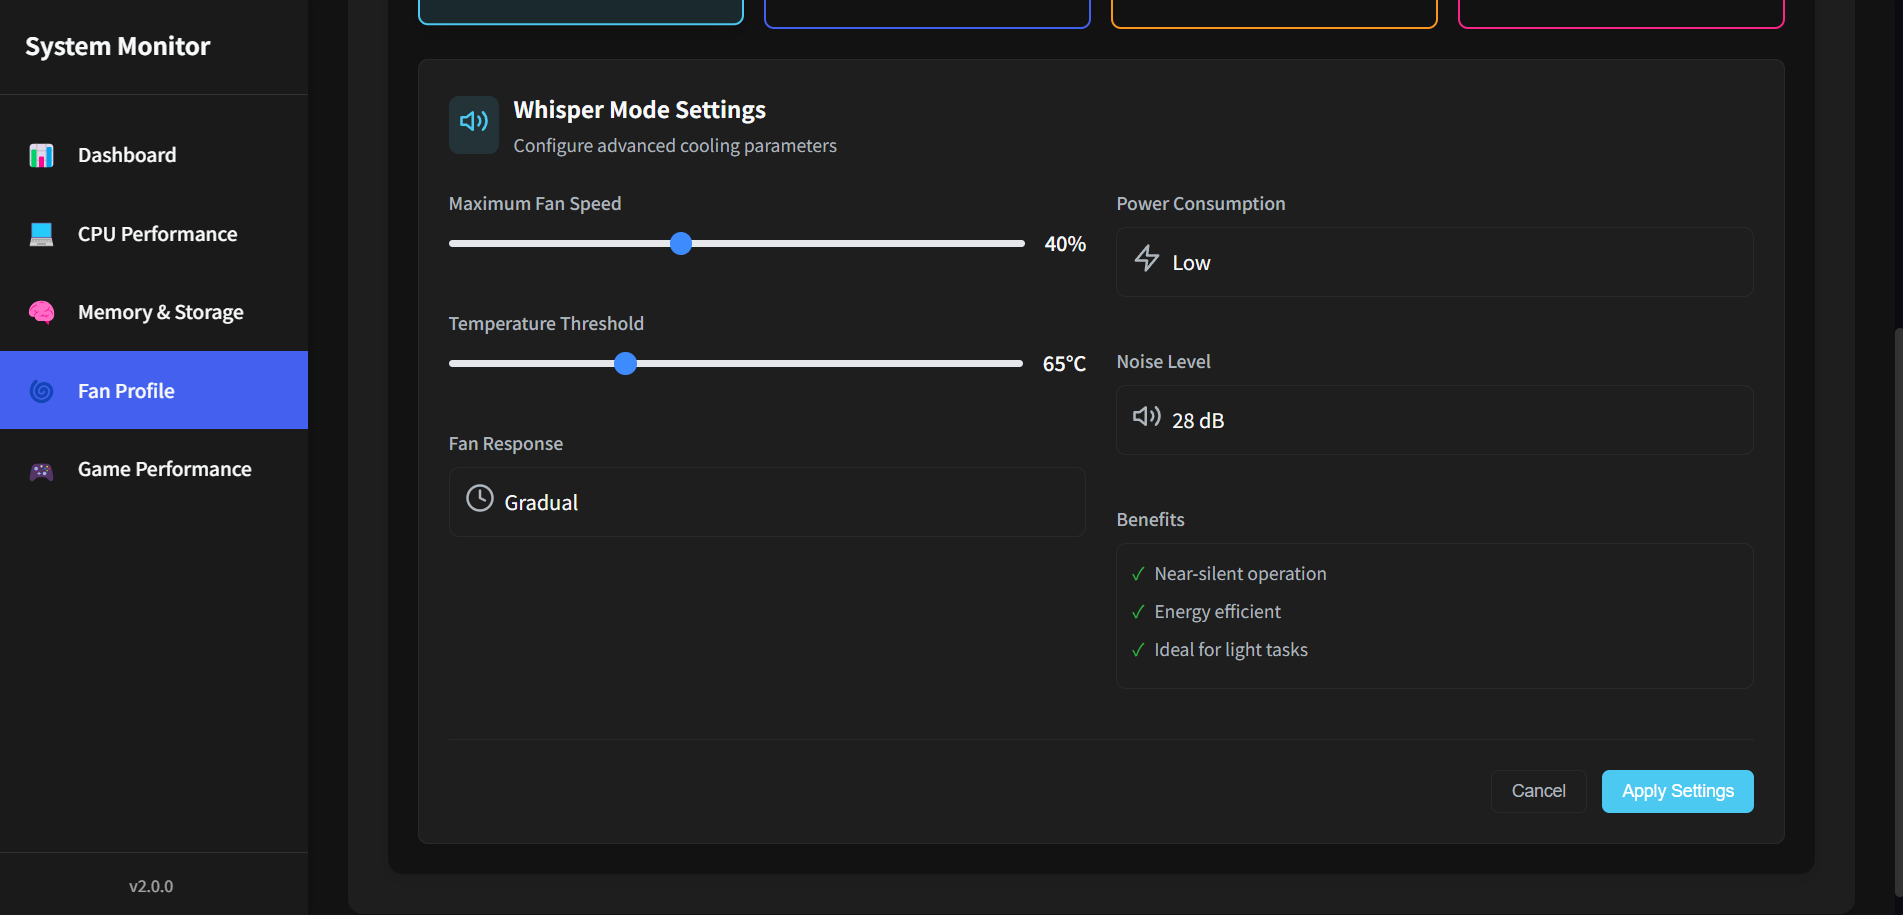 System Monitor
Dashboard
CPU Performance
Memory & Storage
Fan Profile
Game Performance
v2.0.0
Whisper Mode Settings
Configure advanced cooling parameters
Maximum Fan Speed
40%
Temperature Threshold
65°C
Fan Response
Gradual
Power Consumption
Low
Noise Level
28 dB
Benefits
✓ Near-silent operation
✓ Energy efficient
✓ Ideal for light tasks
Cancel
Apply Settings